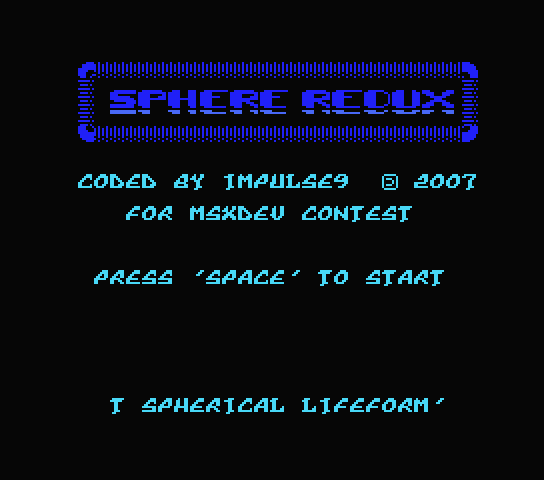 SPHERE REDUX
CODED BY IMPULSE9 © 2007
FOR MSXDEV CONTEST
PRESS 'SPACE' TO START
T SPHERICAL LIFEFORM'